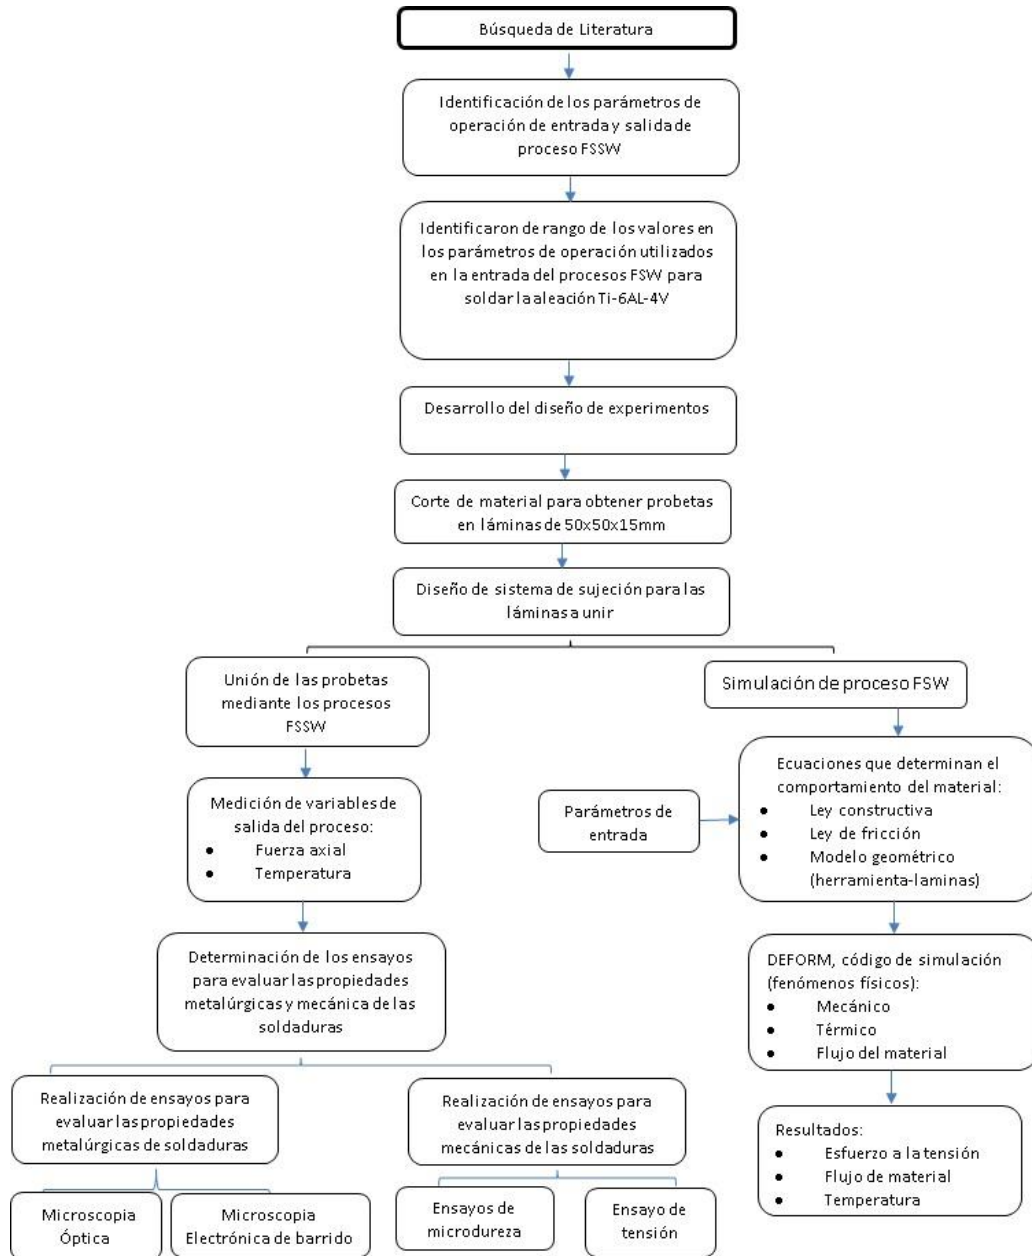 Búsqueda de Literatura
Identificación de los parámetros de
operación de entrada y salida de
proceso FSSW
Identificaron de rango de los valores en
los parámetros de operación utilizados
en la entrada del procesos FSW para
soldar la aleación Ti-6AL-4V
Desarrollo del diseño de experimentos
Corte de material para obtener probetas
en láminas de 50x50x15mm
Diseño de sistema de sujeción para las
láminas a unir
Unión de las probetas
mediante los procesos
FSSW
Medición de variables de
salida del proceso:
● Fuerza axial
● Temperatura
Determinación de los ensayos
para evaluar las propiedades
metalúrgicas y mecánica de las
soldaduras
Realización de ensayos para
evaluar las propiedades
metalúrgicas de soldaduras
Microscopia
Óptica
Microscopia
Electrónica de barrido
Realización de ensayos para
evaluar las propiedades
mecánicas de las soldaduras
Ensayos de
microdureza
Ensayo de
tensión
Simulación de proceso FSW
Parámetros de
entrada
Ecuaciones que determinan el
comportamiento del material:
● Ley constructiva
● Ley de fricción
● Modelo geométrico
(herramienta-laminas)
DEFORM, código de simulación
(fenómenos físicos):
● Mecánico
● Térmico
● Flujo del material
Resultados:
● Esfuerzo a la tensión
● Flujo de material
● Temperatura